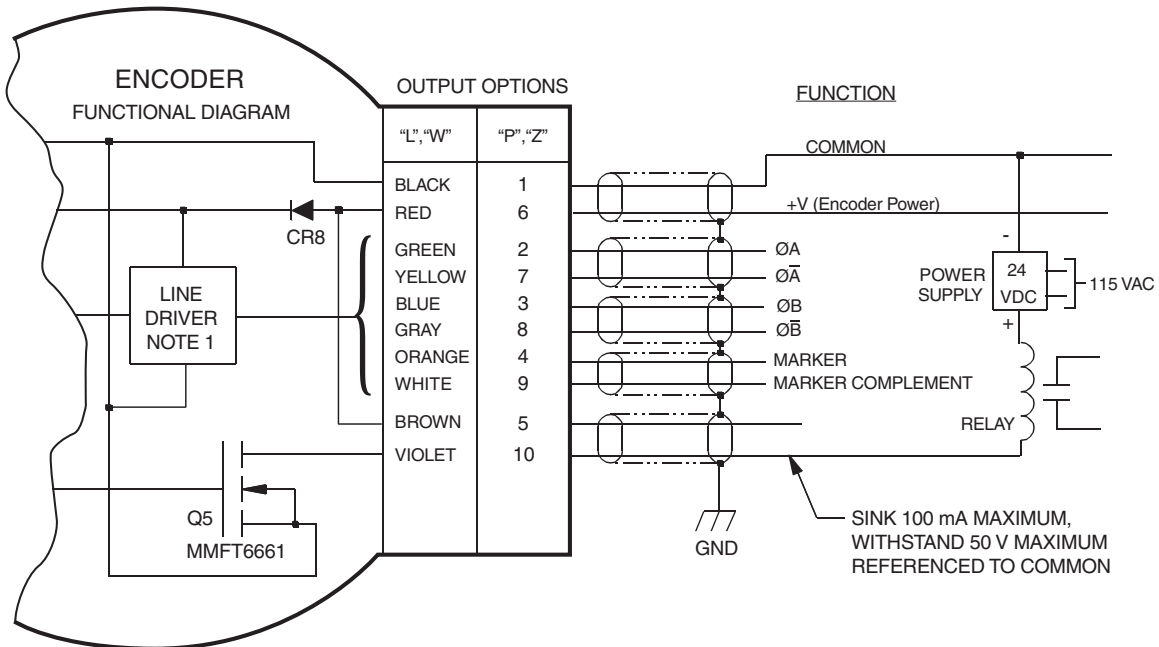 ENCODER
FUNCTIONAL DIAGRAM
OUTPUT OPTIONS
FUNCTION
"L","W"
"P","Z"
BLACK 1
RED 6
GREEN 2
YELLOW 7
BLUE 3
GRAY 8
ORANGE 4
WHITE 9
BROWN 5
VIOLET 10
CR8
LINE
DRIVER
NOTE 1
Q5
MMFT6661
COMMON
+V (Encoder Power)
ØA
ØA̅
ØB
ØB̅
MARKER
MARKER COMPLEMENT
GND
POWER
SUPPLY
-
24
VDC
+
115 VAC
RELAY
SINK 100 mA MAXIMUM,
WITHSTAND 50 V MAXIMUM
REFERENCED TO COMMON